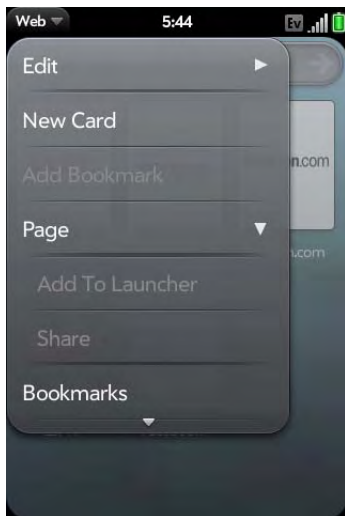 Web
5:44
Ev
Edit
New Card
Add Bookmark
n.com
Page
.com
Add To Launcher
Share
Bookmarks